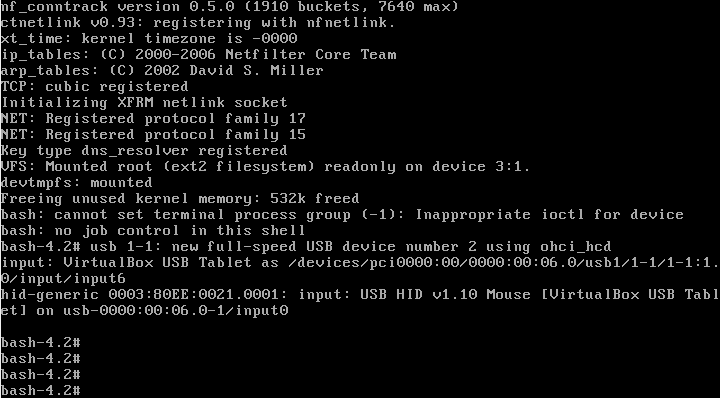 nf_conntrack version 0.5.0 (1910 buckets, 7640 max)
ctnetlink v0.93: registering with nfnetlink.
xt_time: kernel timezone is -0000
ip_tables: (C) 2000-2006 Netfilter Core Team
arp_tables: (C) 2002 David S. Miller
TCP: cubic registered
Initializing XFRM netlink socket
NET: Registered protocol family 17
NET: Registered protocol family 15
Key type dns_resolver registered
VFS: Mounted root (ext2 filesystem) readonly on device 3:1.
devtmpfs: mounted
Freeing unused kernel memory: 532k freed
bash: cannot set terminal process group (-1): Inappropriate ioctl for device
bash: no job control in this shell
bash-4.2# usb 1-1: new full-speed USB device number 2 using ohci_hcd
input: VirtualBox USB Tablet as /devices/pci0000:00/0000:00:06.0/usb1/1-1/1-1:1.
0/input/input6
hid-generic 0003:80EE:0021.0001: input: USB HID v1.10 Mouse [VirtualBox USB Tabl
et] on usb-0000:00:06.0-1/input0
bash-4.2#
bash-4.2#
bash-4.2#
bash-4.2#